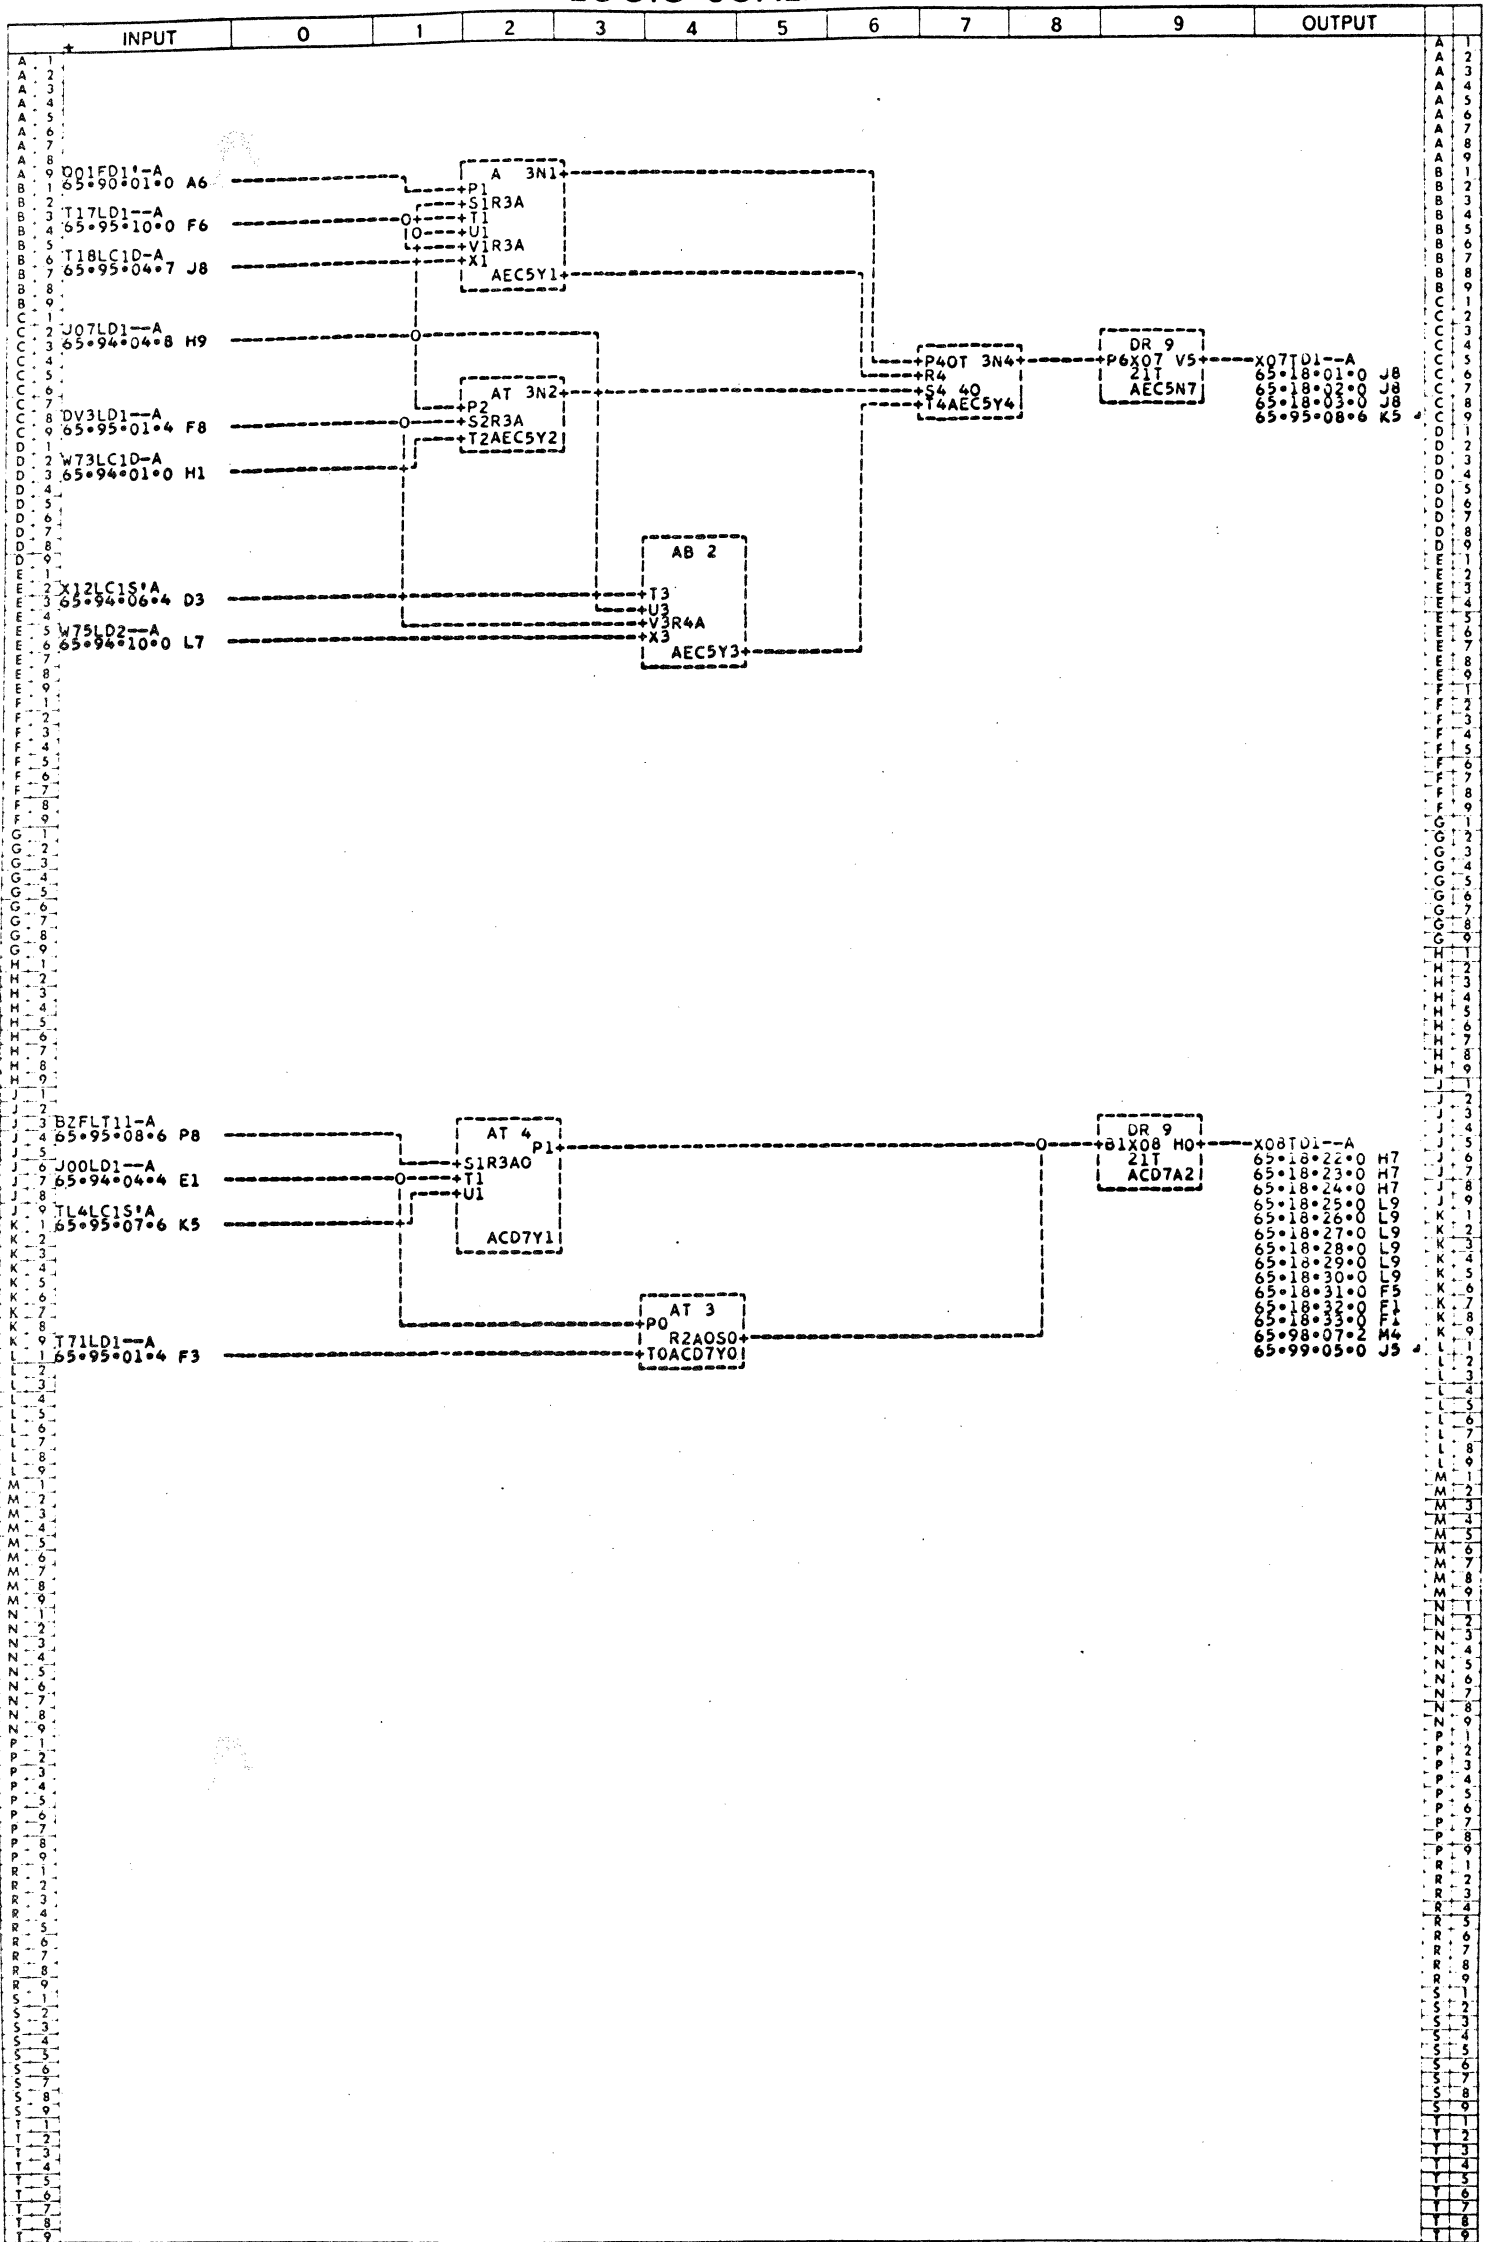 INPUT 0 1 2 3 4 5 6 7 8 9 OUTPUT
Q01FD1'-A
65•90•01•0 A6
T17LD1--A
65•95•10•0 F6
T18LC1D-A
65•95•04•7 J8
A 3N1
P1
S1R3A
T1
U1
V1R3A
X1
AEC5Y1
J07LD1--A
65•94•04•8 H9
DV3LD1--A
65•95•01•4 F8
W73LC1D-A
65•94•01•0 H1
AT 3N2
P2
S2R3A
T2AEC5Y2
P4OT 3N4
R4
S4 40
T4AEC5Y4
DR 9
P6X07 V5
21T
AEC5N7
X07TD1--A
65•18•01•0 J8
65•18•02•0 J8
65•18•03•0 J8
65•95•08•6 K5
X12LC1S'A
65•94•06•4 D3
W75LD2--A
65•94•10•0 L7
AB 2
T3
U3
V3R4A
X3
AEC5Y3
BZFLT11-A
65•95•08•6 P8
J00LD1--A
65•94•04•4 E1
TL4LC1S'A
65•95•07•6 K5
AT 4
P1
S1R3AO
T1
U1
ACD7Y1
T71LD1--A
65•95•01•4 F3
AT 3
P0
R2AOS0
T0ACD7Y0
DR 9
B1X08 H0
21T
ACD7A2
X08TD1--A
65•18•22•0 H7
65•18•23•0 H7
65•18•24•0 H7
65•18•25•0 L9
65•18•26•0 L9
65•18•27•0 L9
65•18•28•0 L9
65•18•29•0 L9
65•18•30•0 L9
65•18•31•0 F5
65•18•32•0 F1
65•18•33•0 F1
65•98•07•2 M4
65•99•05•0 J5